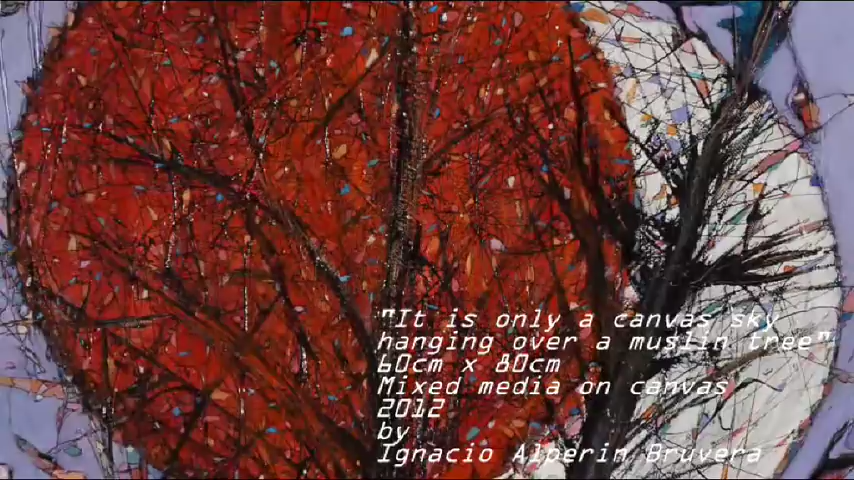 "It is only a canvas sky
hanging over a muslin tree"
60cm x 80cm
Mixed media on canvas
2012
by
Ignacio Alperin Bruvera